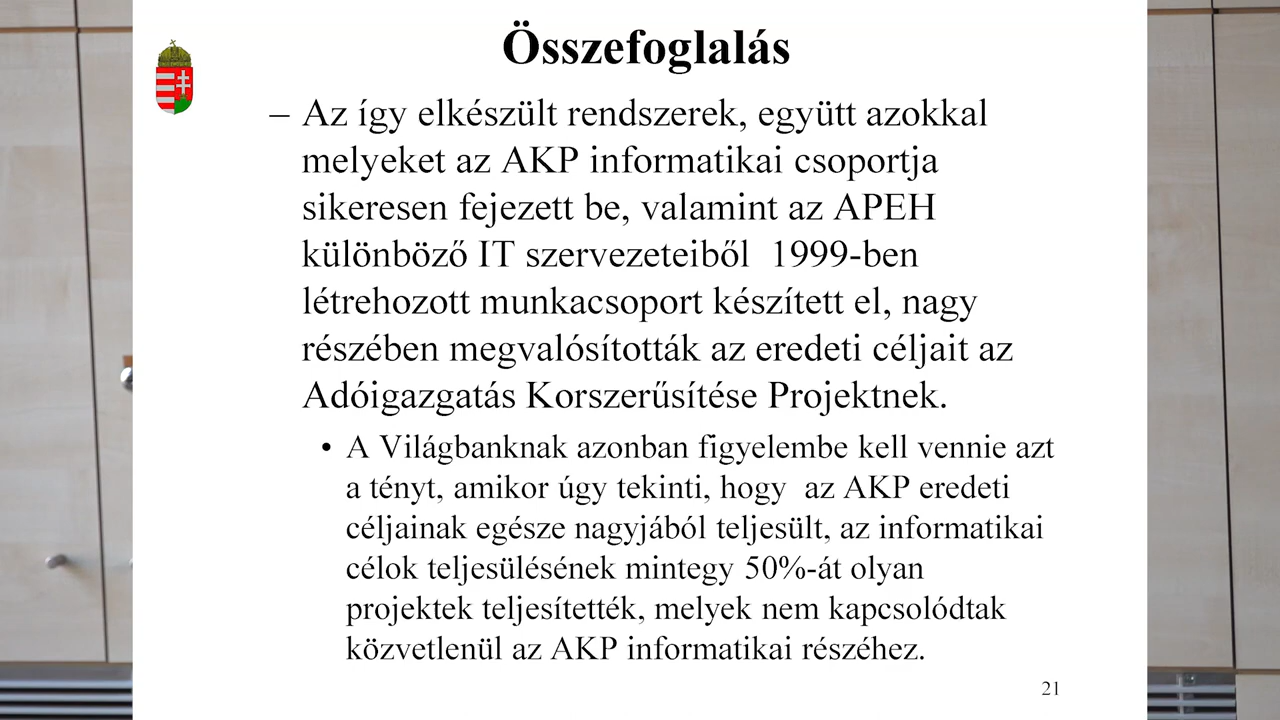 Összefoglalás
– Az így elkészült rendszerek, együtt azokkal
melyeket az AKP informatikai csoportja
sikeresen fejezett be, valamint az APEH
különböző IT szervezeteiből 1999-ben
létrehozott munkacsoport készített el, nagy
részében megvalósították az eredeti céljait az
Adóigazgatás Korszerűsítése Projektnek.
• A Világbanknak azonban figyelembe kell vennie azt
a tényt, amikor úgy tekinti, hogy az AKP eredeti
céljainak egésze nagyjából teljesült, az informatikai
célok teljesülésének mintegy 50%-át olyan
projektek teljesítették, melyek nem kapcsolódtak
közvetlenül az AKP informatikai részéhez.
21